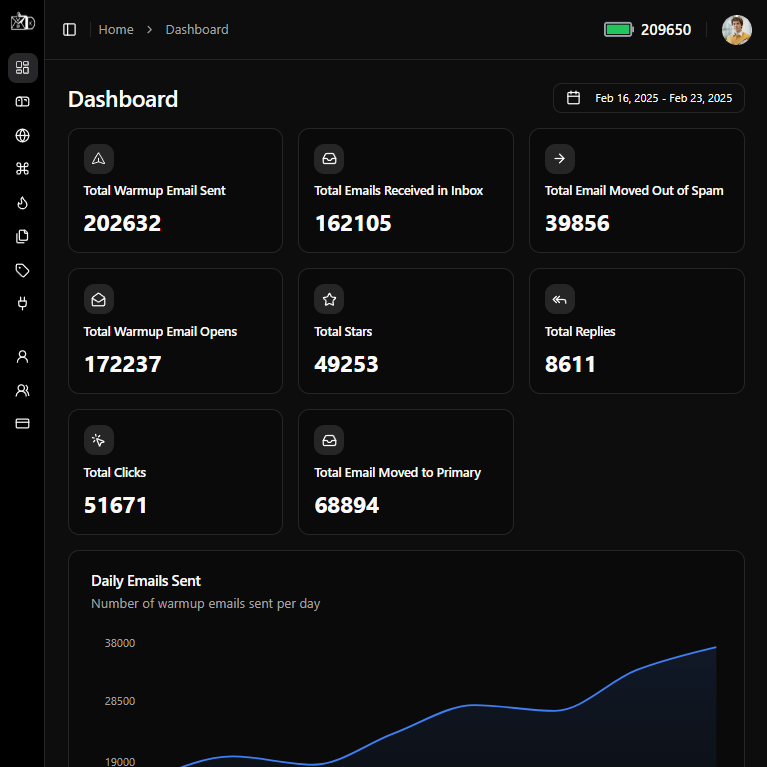 Home > Dashboard
209650
Dashboard
Feb 16, 2025 - Feb 23, 2025
Total Warmup Email Sent
202632
Total Emails Received in Inbox
162105
Total Email Moved Out of Spam
39856
Total Warmup Email Opens
172237
Total Stars
49253
Total Replies
8611
Total Clicks
51671
Total Email Moved to Primary
68894
Daily Emails Sent
Number of warmup emails sent per day
38000
28500
19000